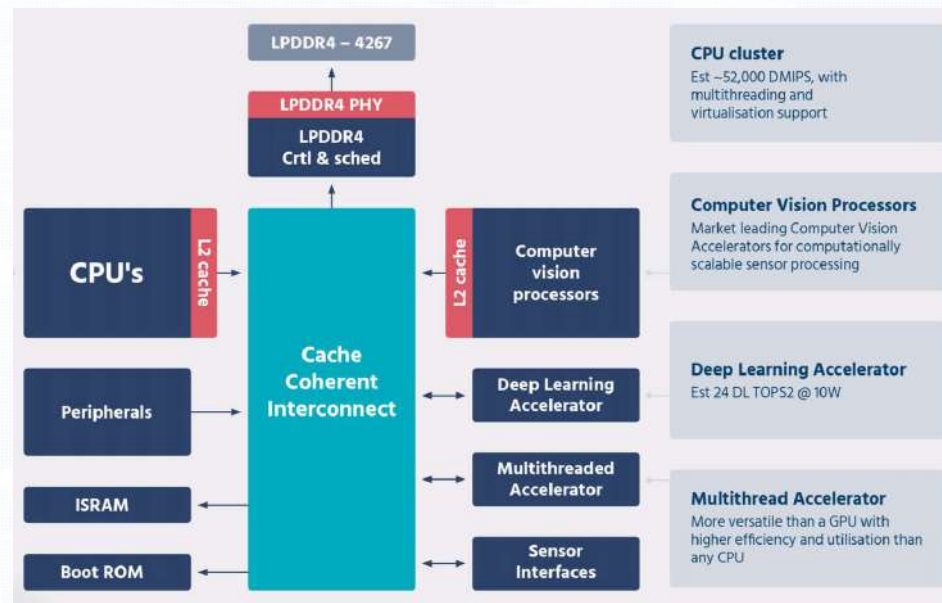 LPDDR4 – 4267
LPDDR4 PHY
LPDDR4
Crtl & sched
CPU's
L2 cache
Peripherals
ISRAM
Boot ROM
Cache
Coherent
Interconnect
L2 cache
Computer
vision
processors
Deep Learning
Accelerator
Multithreaded
Accelerator
Sensor
Interfaces
CPU cluster
Est ~52,000 DMIPS, with
multithreading and
virtualisation support
Computer Vision Processors
Market leading Computer Vision
Accelerators for computationally
scalable sensor processing
Deep Learning Accelerator
Est 24 DL TOPS2 @ 10W
Multithread Accelerator
More versatile than a GPU with
higher efficiency and utilisation than
any CPU